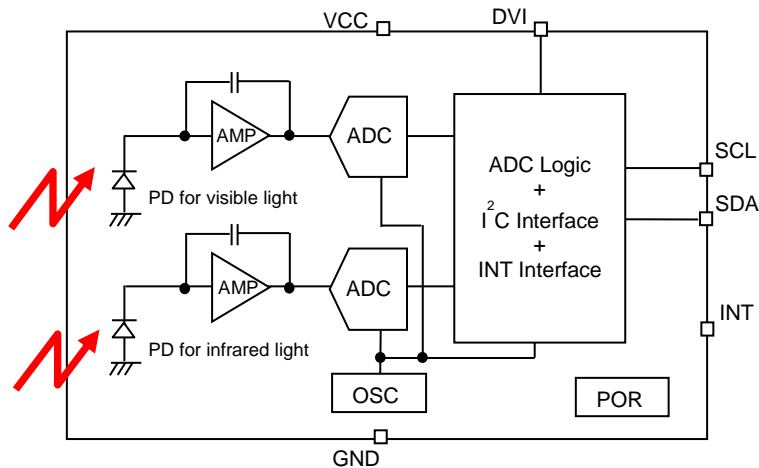 VCC
DVI
AMP
ADC
PD for visible light
ADC Logic
+
I²C Interface
+
INT Interface
SCL
SDA
AMP
ADC
PD for infrared light
INT
OSC
POR
GND